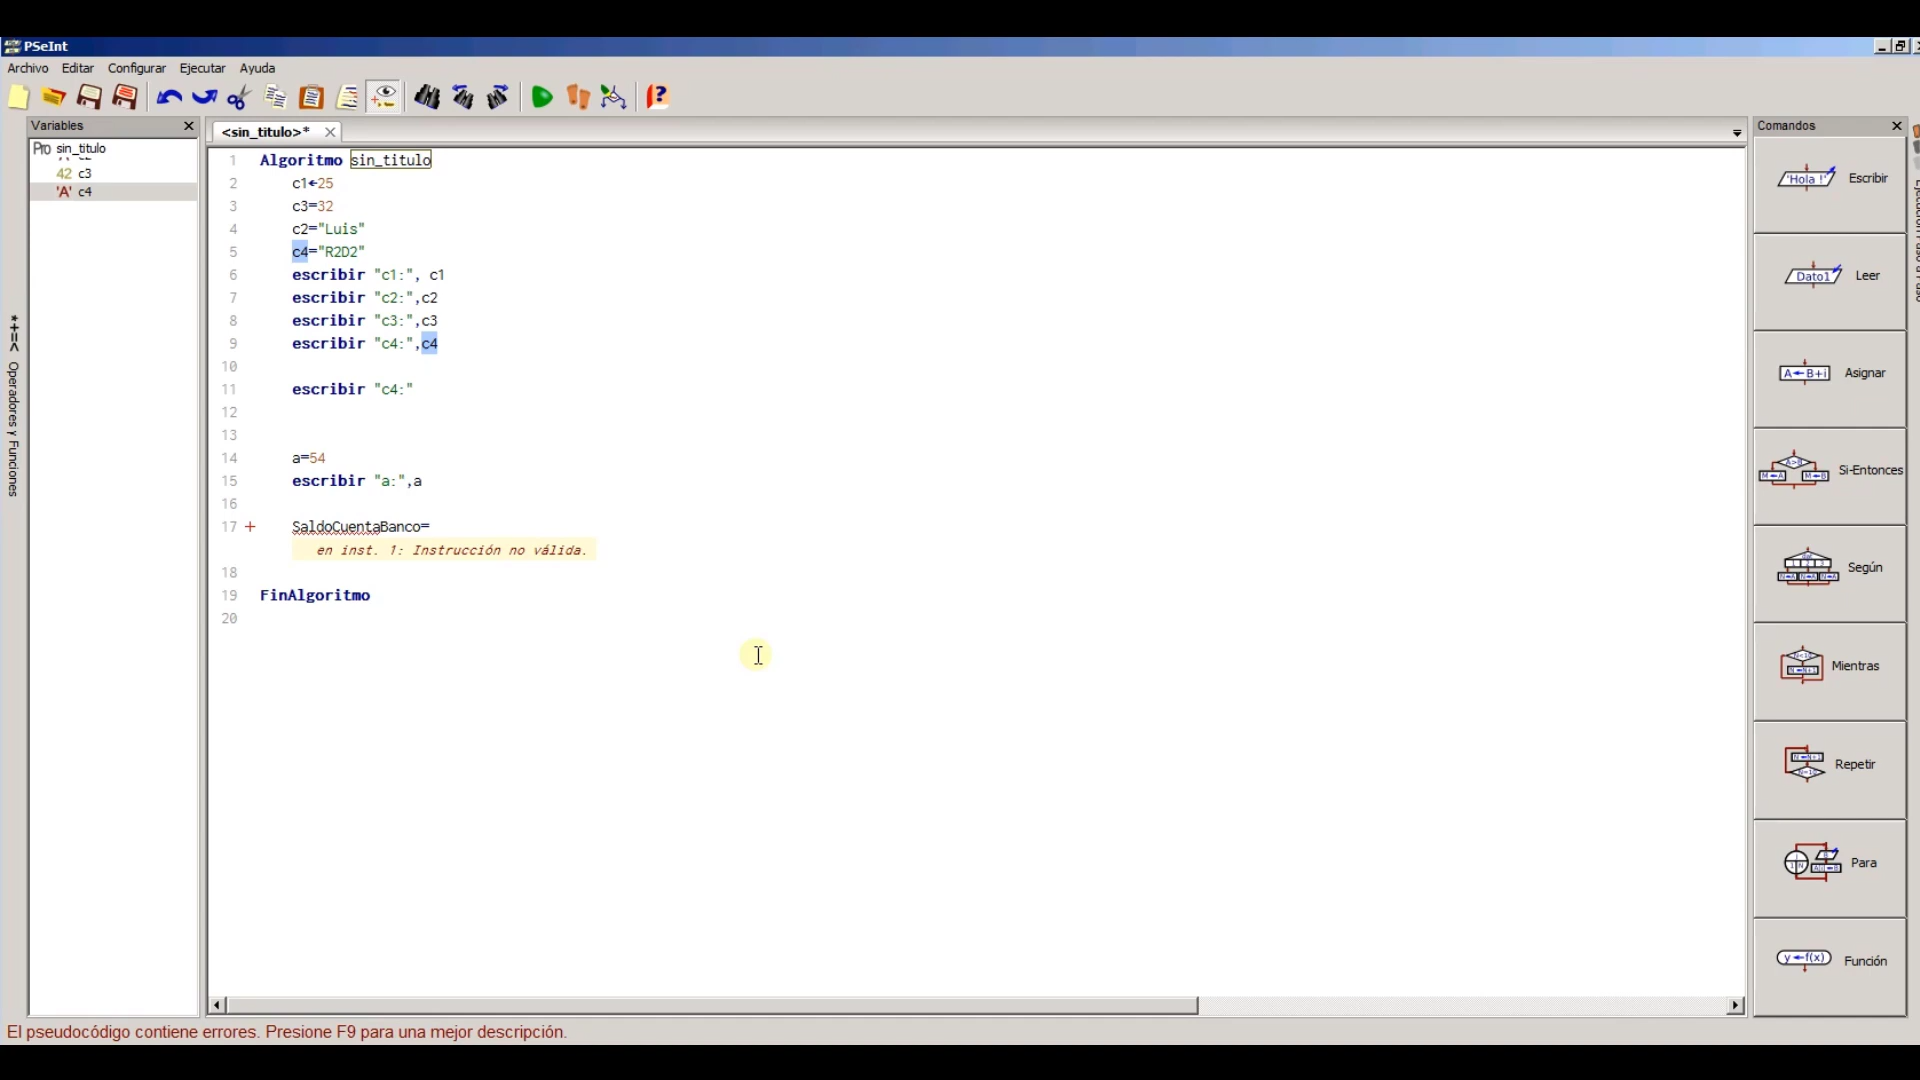 PSeInt
Archivo Editar Configurar Ejecutar Ayuda
Variables
<sin_titulo>*
Comandos
Pro sin_titulo
42 c3
'A' c4
*+=< Operadores y Funciones
1 Algoritmo sin_titulo
2 c1←25
3 c3=32
4 c2="Luis"
5 c4="R2D2"
6 escribir "c1:", c1
7 escribir "c2:",c2
8 escribir "c3:",c3
9 escribir "c4:",c4
10
11 escribir "c4:"
12
13
14 a=54
15 escribir "a:",a
16
17 + SaldoCuentaBanco=
en inst. 1: Instrucción no válida.
18
19 FinAlgoritmo
20
'Hola !' Escribir
Dato1 Leer
A←B+i Asignar
A>B Si-Entonces
Según
Mientras
Repetir
Para
y←f(x) Función
El pseudocódigo contiene errores. Presione F9 para una mejor descripción.